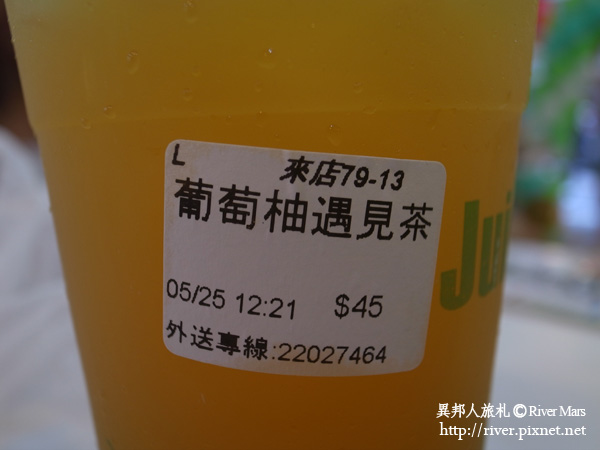 L 來店79-13
葡萄柚遇見茶
05/25 12:21 $45
外送專線:22027464
Jui
異邦人旅札 © River Mars
http://river.pixnet.net